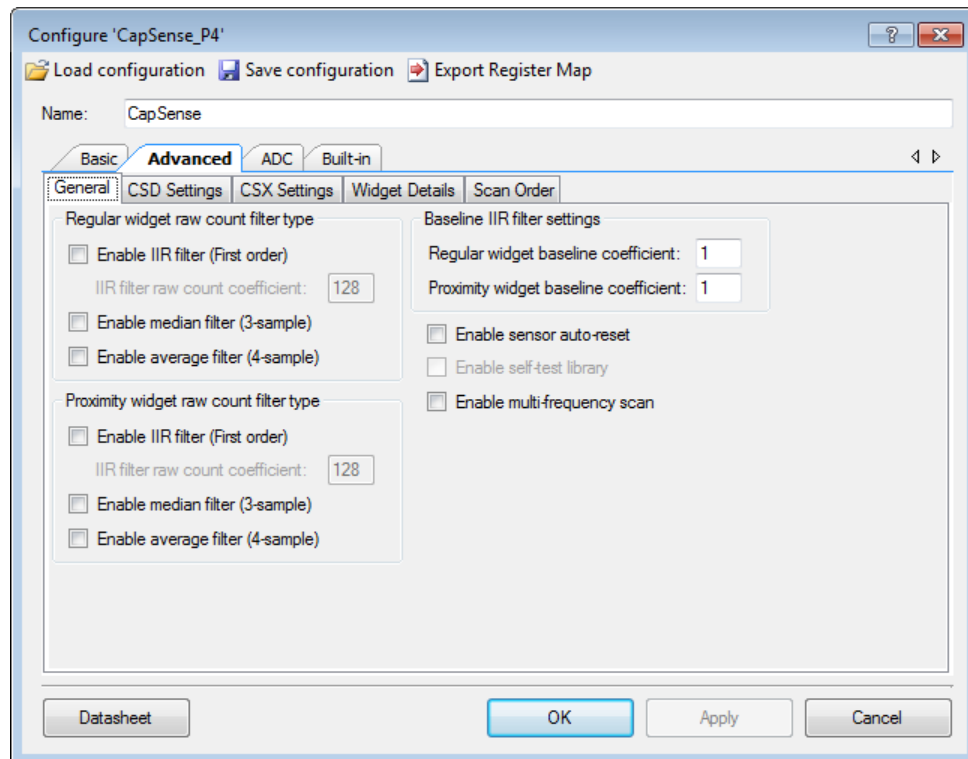 Configure 'CapSense_P4'
Load configuration Save configuration Export Register Map
Name: CapSense
Basic Advanced ADC Built-in
General CSD Settings CSX Settings Widget Details Scan Order
Regular widget raw count filter type
Enable IIR filter (First order)
IIR filter raw count coefficient: 128
Enable median filter (3-sample)
Enable average filter (4-sample)
Proximity widget raw count filter type
Enable IIR filter (First order)
IIR filter raw count coefficient: 128
Enable median filter (3-sample)
Enable average filter (4-sample)
Baseline IIR filter settings
Regular widget baseline coefficient: 1
Proximity widget baseline coefficient: 1
Enable sensor auto-reset
Enable self-test library
Enable multi-frequency scan
Datasheet OK Apply Cancel